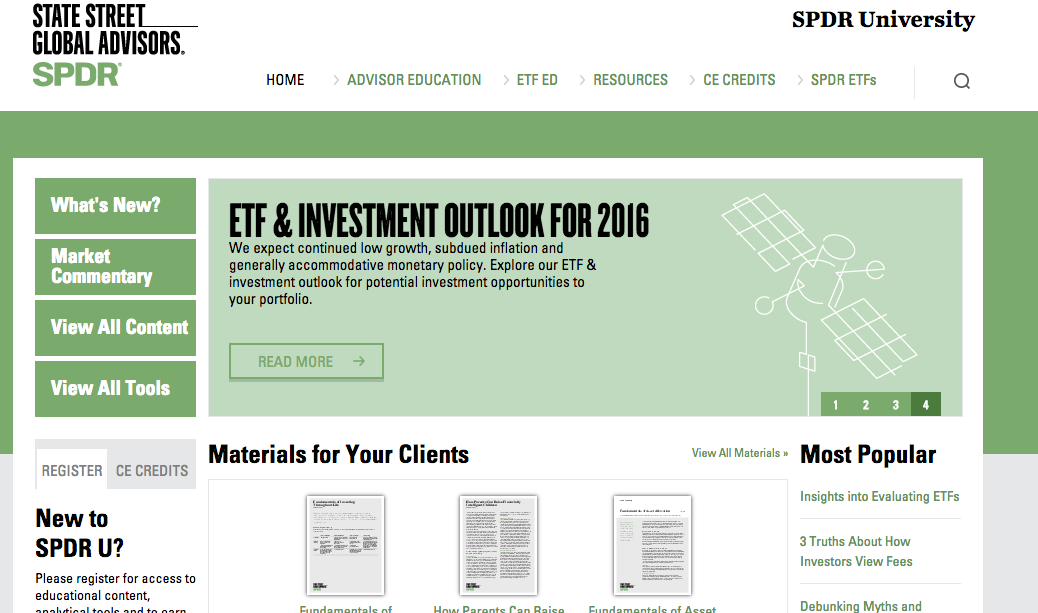 STATE STREET
GLOBAL ADVISORS.
SPDR®
SPDR University
HOME
ADVISOR EDUCATION
ETF ED
RESOURCES
CE CREDITS
SPDR ETFs
What's New?
Market
Commentary
View All Content
View All Tools
ETF & INVESTMENT OUTLOOK FOR 2016
We expect continued low growth, subdued inflation and
generally accommodative monetary policy. Explore our ETF &
investment outlook for potential investment opportunities to
your portfolio.
READ MORE
1 2 3 4
REGISTER
CE CREDITS
New to
SPDR U?
Please register for access to
educational content,
analytical tools and to earn
Materials for Your Clients
View All Materials »
Fundamentals of
How Parents Can Raise
Fundamentals of Asset
Most Popular
Insights into Evaluating ETFs
3 Truths About How
Investors View Fees
Debunking Myths and